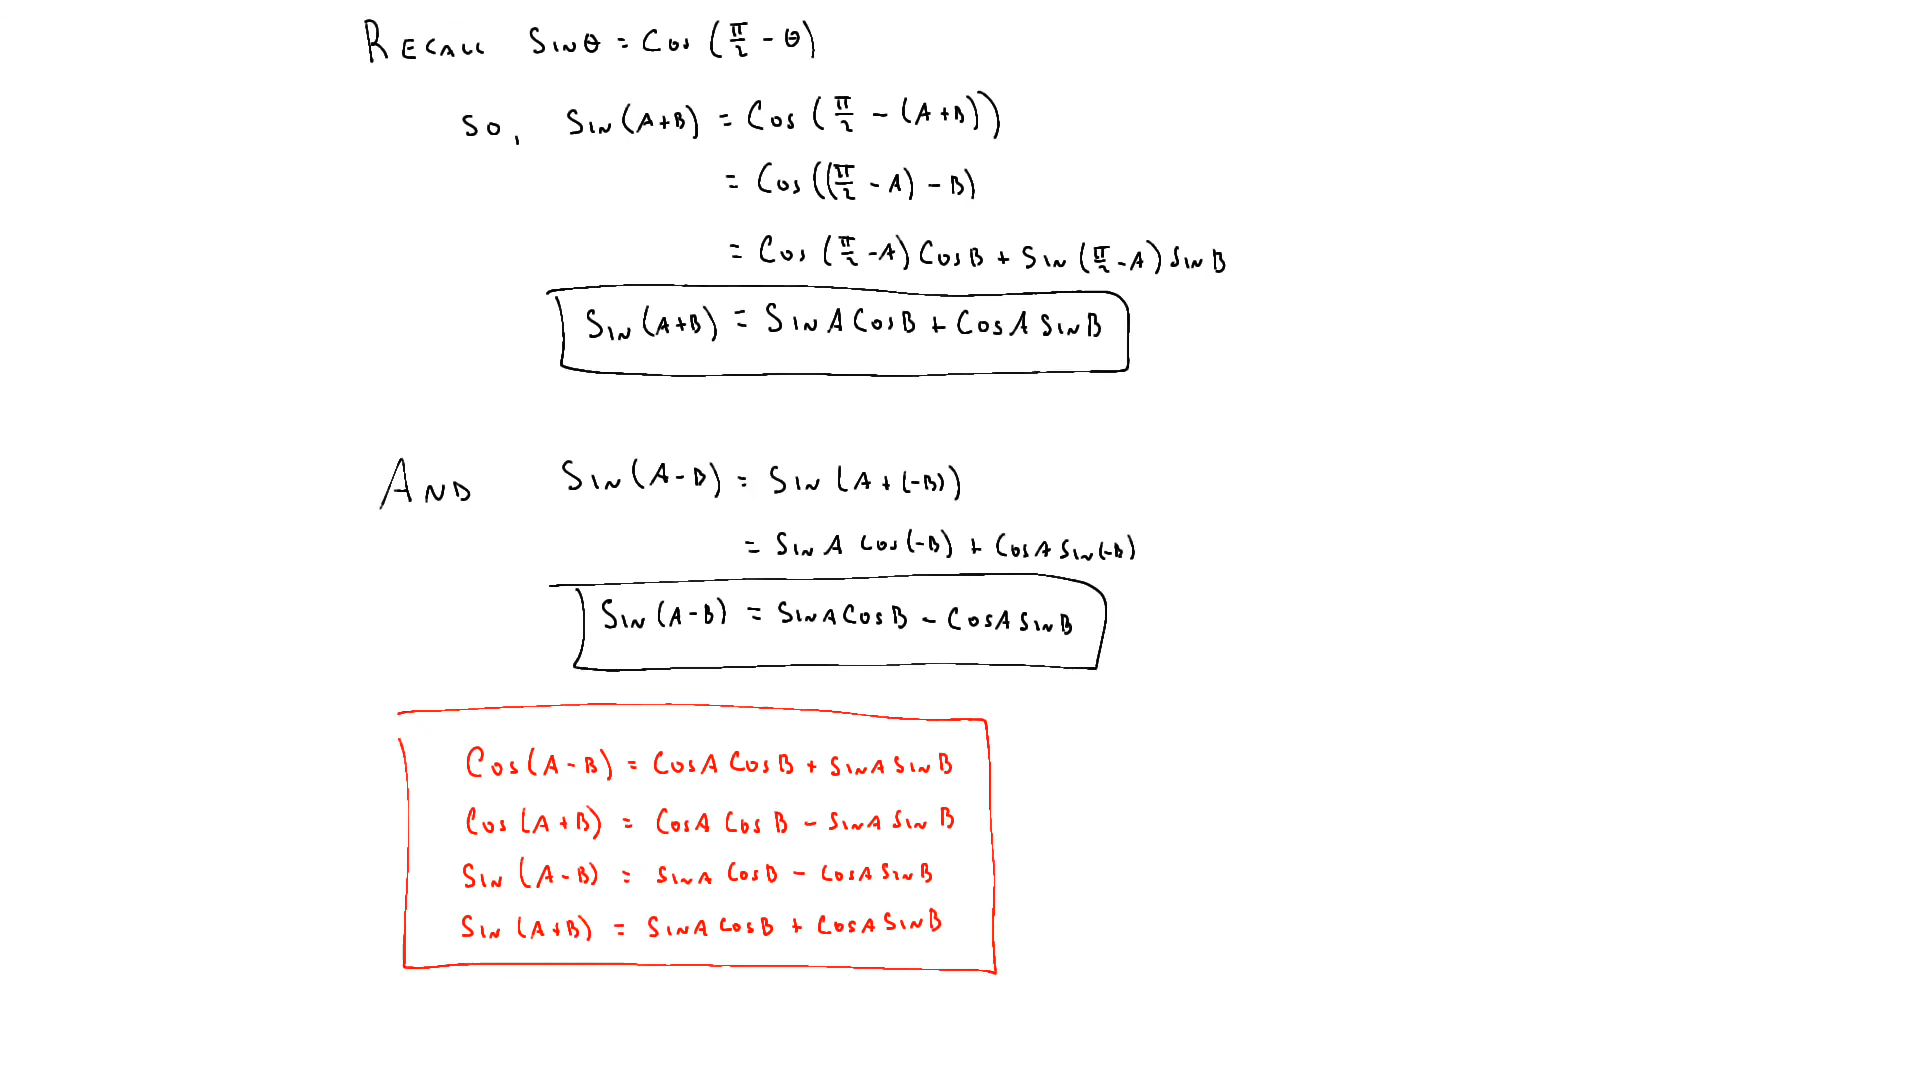 RECALL SINθ = COS (π/2 - θ)
SO, SIN (A+B) = COS (π/2 - (A+B))
= COS ((π/2 - A) - B)
= COS (π/2 - A) COS B + SIN (π/2 - A) SIN B
SIN (A+B) = SIN A COS B + COS A SIN B
AND SIN (A-B) = SIN (A + (-B))
= SIN A COS (-B) + COS A SIN (-B)
SIN (A-B) = SIN A COS B - COS A SIN B
COS (A-B) = COS A COS B + SIN A SIN B
COS (A+B) = COS A COS B - SIN A SIN B
SIN (A-B) = SIN A COS B - COS A SIN B
SIN (A+B) = SIN A COS B + COS A SIN B